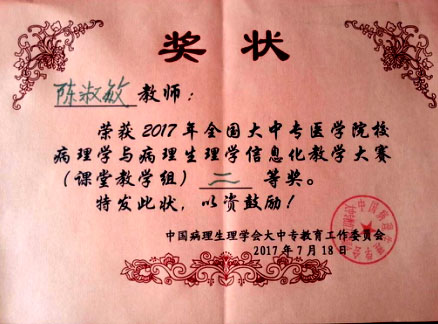 奖状
陈淑敏 教师：
荣获2017年全国大中专医学院校
病理学与病理生理学信息化教学大赛
（课堂教学组） 二 等奖。
特发此状，以资鼓励！
中国病理生理学会大中专教育工作委员会
2017年7月18日